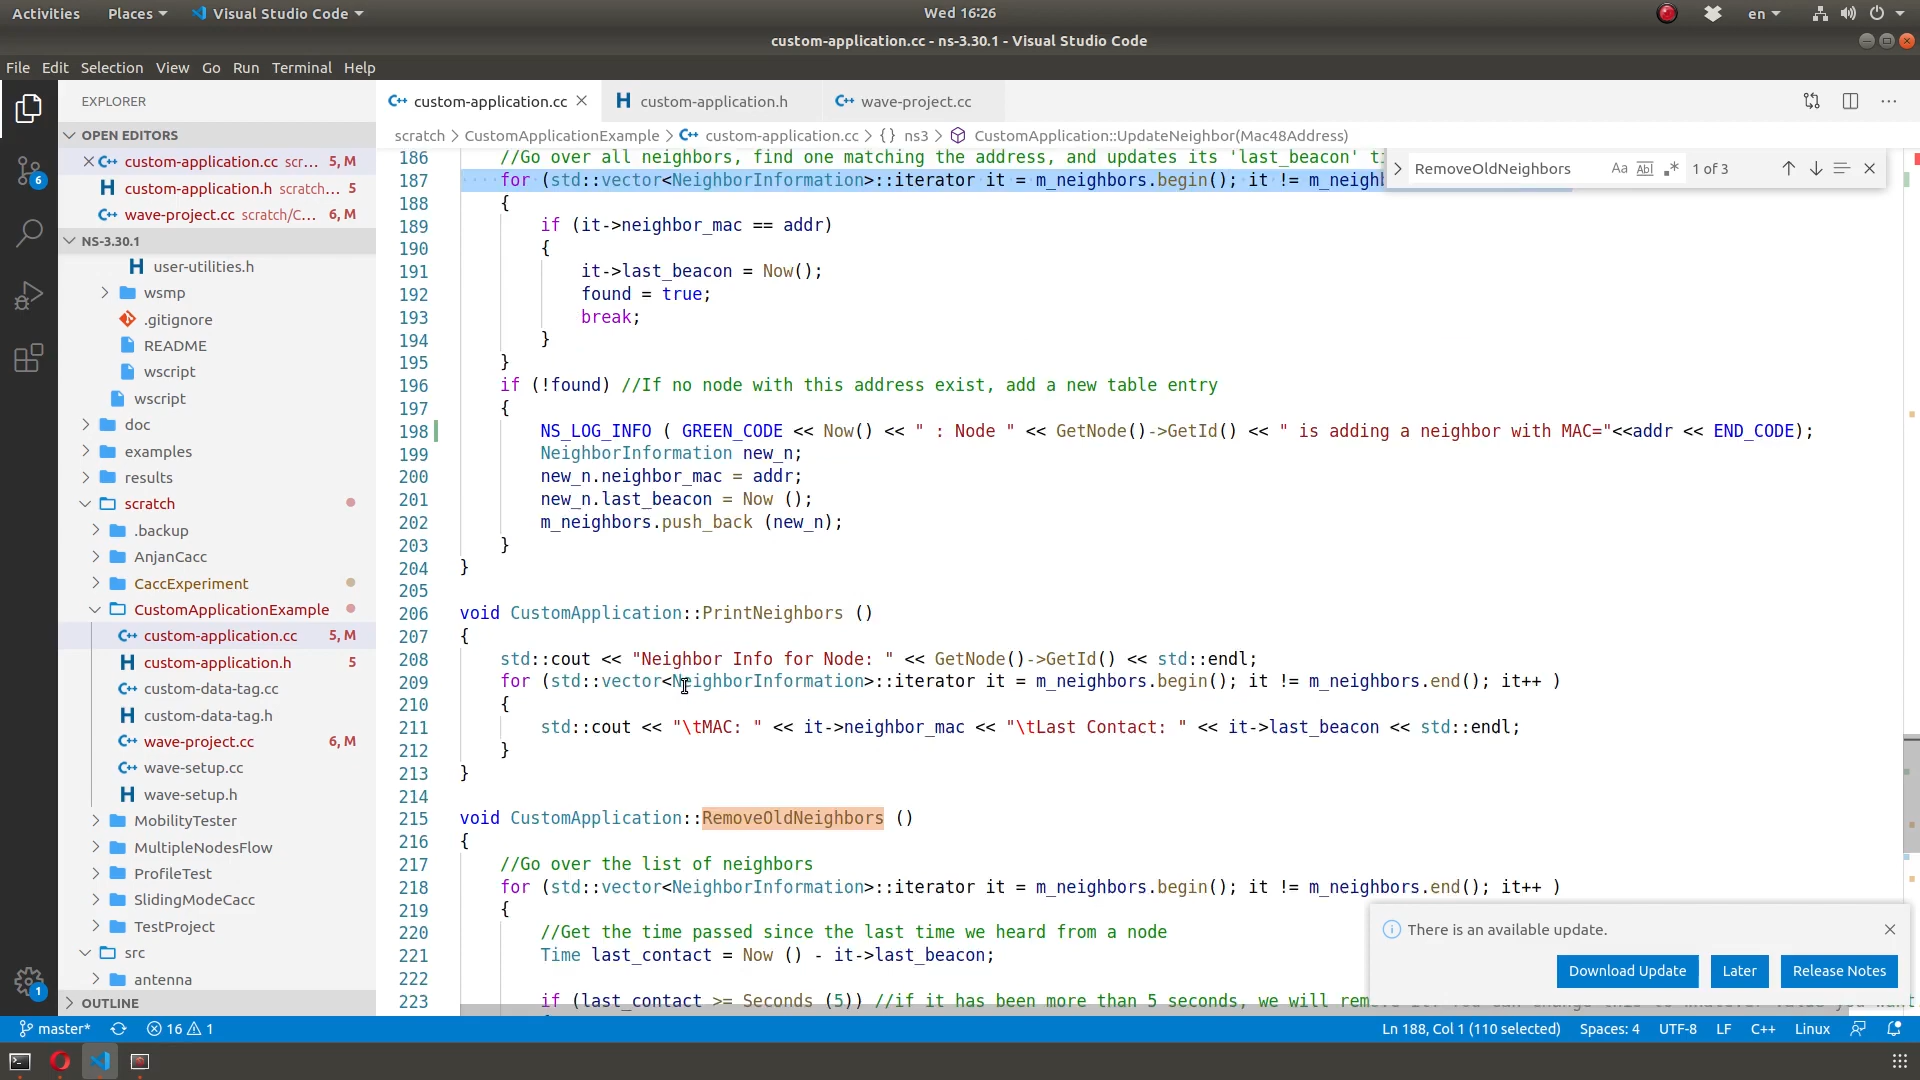 Activities Places Visual Studio Code Wed 16:26 en
custom-application.cc - ns-3.30.1 - Visual Studio Code
File Edit Selection View Go Run Terminal Help
EXPLORER
OPEN EDITORS
custom-application.cc scr... 5, M
custom-application.h scratch... 5
wave-project.cc scratch/C... 6, M
NS-3.30.1
user-utilities.h
wsmp
.gitignore
README
wscript
wscript
doc
examples
results
scratch
.backup
AnjanCacc
CaccExperiment
CustomApplicationExample
custom-application.cc 5, M
custom-application.h 5
custom-data-tag.cc
custom-data-tag.h
wave-project.cc 6, M
wave-setup.cc
wave-setup.h
MobilityTester
MultipleNodesFlow
ProfileTest
SlidingModeCacc
TestProject
src
antenna
OUTLINE
6
1
custom-application.cc custom-application.h wave-project.cc
scratch > CustomApplicationExample > custom-application.cc > {} ns3 > CustomApplication::UpdateNeighbor(Mac48Address)
RemoveOldNeighbors Aa Abl .* 1 of 3
186 //Go over all neighbors, find one matching the address, and updates its 'last_beacon' ti
187 for (std::vector<NeighborInformation>::iterator it = m_neighbors.begin(); it != m_neighb
188 {
189 if (it->neighbor_mac == addr)
190 {
191 it->last_beacon = Now();
192 found = true;
193 break;
194 }
195 }
196 if (!found) //If no node with this address exist, add a new table entry
197 {
198 NS_LOG_INFO ( GREEN_CODE << Now() << " : Node " << GetNode()->GetId() << " is adding a neighbor with MAC="<<addr << END_CODE);
199 NeighborInformation new_n;
200 new_n.neighbor_mac = addr;
201 new_n.last_beacon = Now ();
202 m_neighbors.push_back (new_n);
203 }
204 }
205
206 void CustomApplication::PrintNeighbors ()
207 {
208 std::cout << "Neighbor Info for Node: " << GetNode()->GetId() << std::endl;
209 for (std::vector<NeighborInformation>::iterator it = m_neighbors.begin(); it != m_neighbors.end(); it++ )
210 {
211 std::cout << "\tMAC: " << it->neighbor_mac << "\tLast Contact: " << it->last_beacon << std::endl;
212 }
213 }
214
215 void CustomApplication::RemoveOldNeighbors ()
216 {
217 //Go over the list of neighbors
218 for (std::vector<NeighborInformation>::iterator it = m_neighbors.begin(); it != m_neighbors.end(); it++ )
219 {
220 //Get the time passed since the last time we heard from a node
221 Time last_contact = Now () - it->last_beacon;
222
223 if (last_contact >= Seconds (5)) //if it has been more than 5 seconds, we will rem
There is an available update.
Download Update Later Release Notes
master* 16 1 Ln 188, Col 1 (110 selected) Spaces: 4 UTF-8 LF C++ Linux